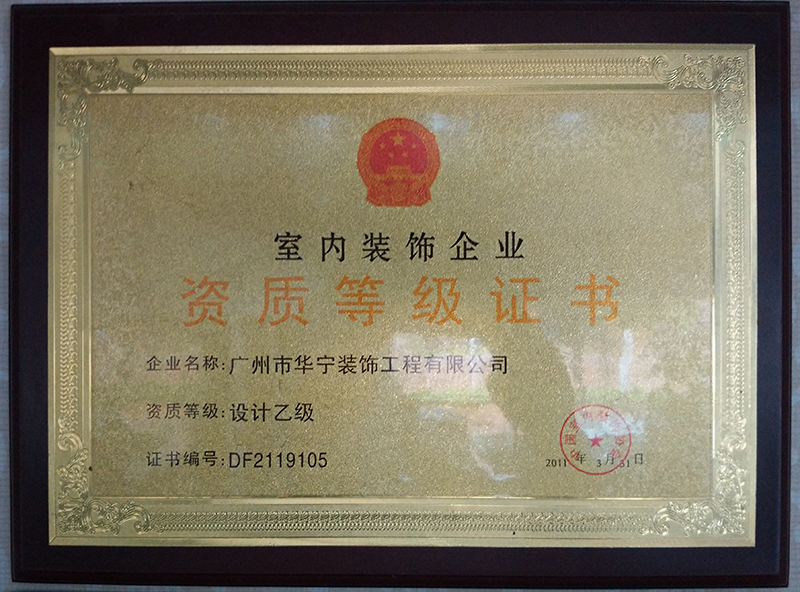 室内装饰企业
资质等级证书
企业名称:广州市华宁装饰工程有限公司
资质等级:设计乙级
证书编号:DF2119105
2011年3月31日